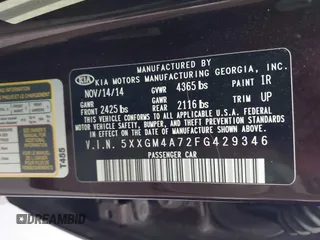 MANUFACTURED BY
KIA KIA MOTORS MANUFACTURING GEORGIA, INC.
NOV/14/14 GVWR 4365 lbs PAINT IR
GAWR GAWR TRIM UP
FRONT 2425 lbs REAR 2116 lbs
THIS VEHICLE CONFORMS TO ALL APPLICABLE U.S.A. FEDERAL
MOTOR VEHICLE SAFETY, BUMPER, AND THEFT PREVENTION
STANDARDS IN EFFECT ON THE DATE OF MANUFACTURE SHOWN ABOVE.
V.I.N. 5XXGM4A72FG429346
PASSENGER CAR
T455
DREAMBID